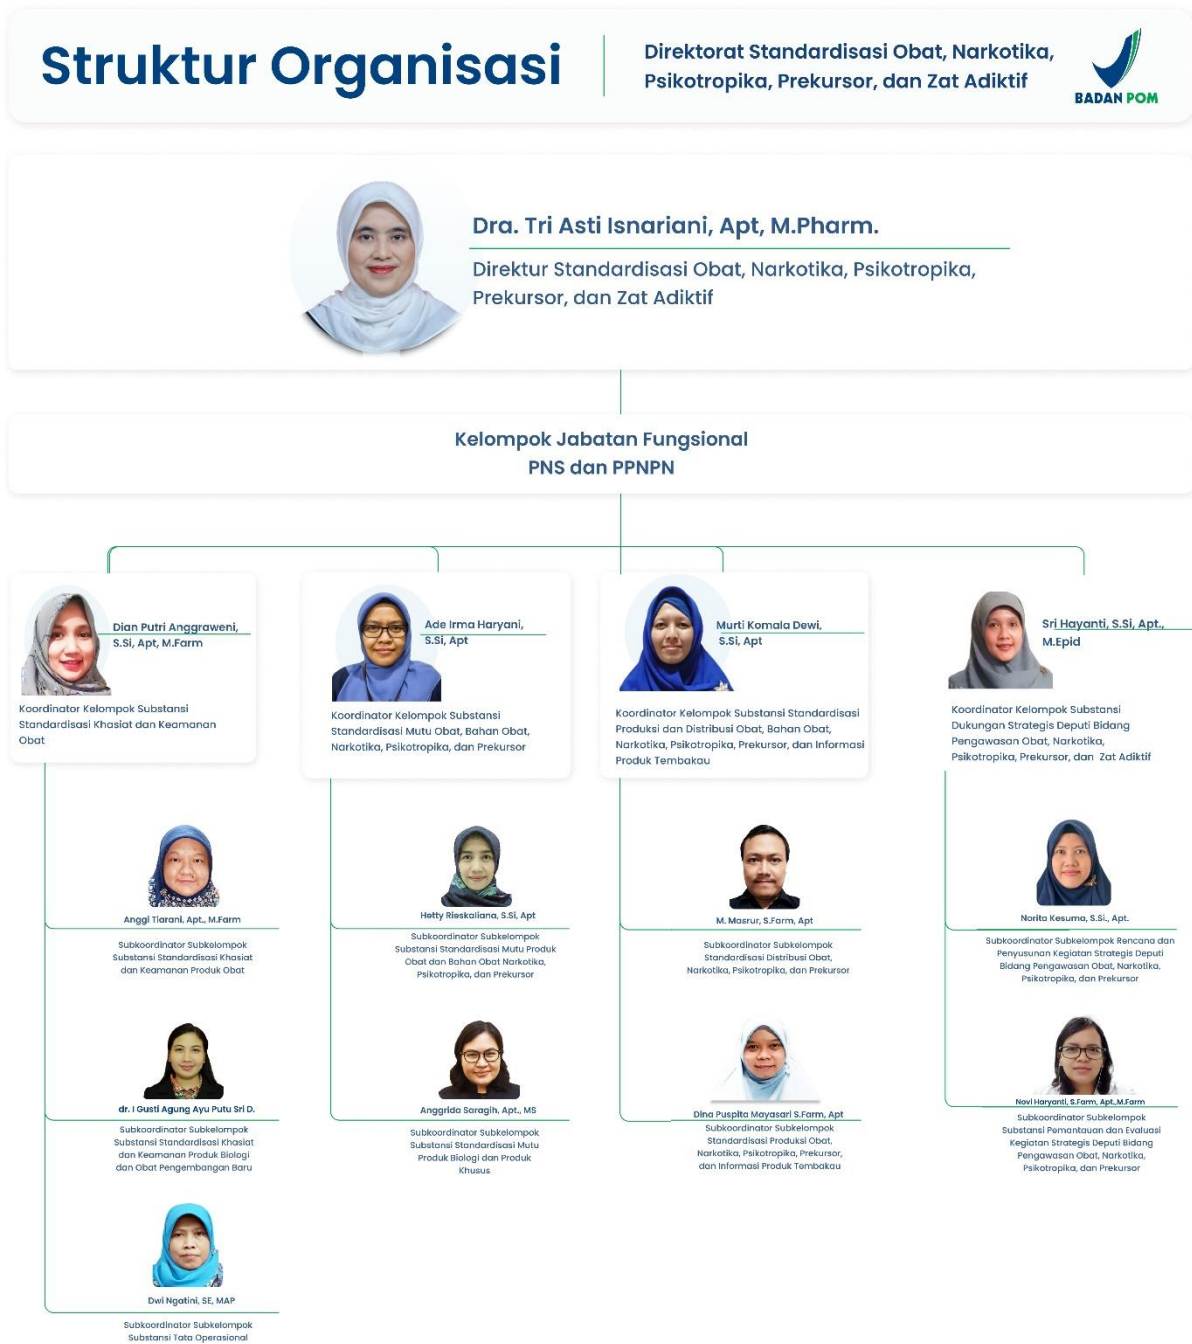 Struktur Organisasi
Direktorat Standardisasi Obat, Narkotika,
Psikotropika, Prekursor, dan Zat Adiktif
BADAN POM
Dra. Tri Asti Isnariani, Apt, M.Pharm.
Direktur Standardisasi Obat, Narkotika, Psikotropika,
Prekursor, dan Zat Adiktif
Kelompok Jabatan Fungsional
PNS dan PPNPN
Dian Putri Anggraweni,
S.Si, Apt, M.Farm
Koordinator Kelompok Substansi
Standardisasi Khasiat dan Keamanan
Obat
Ade Irma Haryani,
S.Si, Apt
Koordinator Kelompok Substansi
Standardisasi Mutu Obat, Bahan Obat,
Narkotika, Psikotropika, dan Prekursor
Murti Komala Dewi,
S.Si, Apt
Koordinator Kelompok Substansi Standardisasi
Produksi dan Distribusi Obat, Bahan Obat,
Narkotika, Psikotropika, Prekursor, dan Informasi
Produk Tembakau
Sri Hayanti, S.Si, Apt.,
M.Epid
Koordinator Kelompok Substansi
Dukungan Strategis Deputi Bidang
Pengawasan Obat, Narkotika,
Psikotropika, Prekursor, dan Zat Adiktif
Anggi Tiarani, Apt., M.Farm
Subkoordinator Subkelompok
Substansi Standardisasi Khasiat
dan Keamanan Produk Obat
Hetty Rieskaliana, S.Si, Apt
Subkoordinator Subkelompok
Substansi Standardisasi Mutu Produk
Obat dan Bahan Obat Narkotika,
Psikotropika, dan Prekursor
M. Masrur, S.Farm, Apt
Subkoordinator Subkelompok
Standardisasi Distribusi Obat,
Narkotika, Psikotropika, dan Prekursor
Norita Kesuma, S.Si., Apt.
Subkoordinator Subkelompok Rencana dan
Penyusunan Kegiatan Strategis Deputi
Bidang Pengawasan Obat, Narkotika,
Psikotropika, dan Prekursor
dr. I Gusti Agung Ayu Putu Sri D.
Subkoordinator Subkelompok
Substansi Standardisasi Khasiat
dan Keamanan Produk Biologi
dan Obat Pengembangan Baru
Anggrida Saragih, Apt., MS
Subkoordinator Subkelompok
Substansi Standardisasi Mutu
Produk Biologi dan Produk
Khusus
Dina Puspita Mayasari S.Farm, Apt
Subkoordinator Subkelompok
Standardisasi Produksi Obat,
Narkotika, Psikotropika, Prekursor,
dan Informasi Produk Tembakau
Novi Haryanti, S.Farm, Apt.,M.Farm
Subkoordinator Subkelompok
Substansi Pemantauan dan Evaluasi
Kegiatan Strategis Deputi Bidang
Pengawasan Obat, Narkotika,
Psikotropika, dan Prekursor
Dwi Ngatini, SE, MAP
Subkoordinator Subkelompok
Substansi Tata Operasional